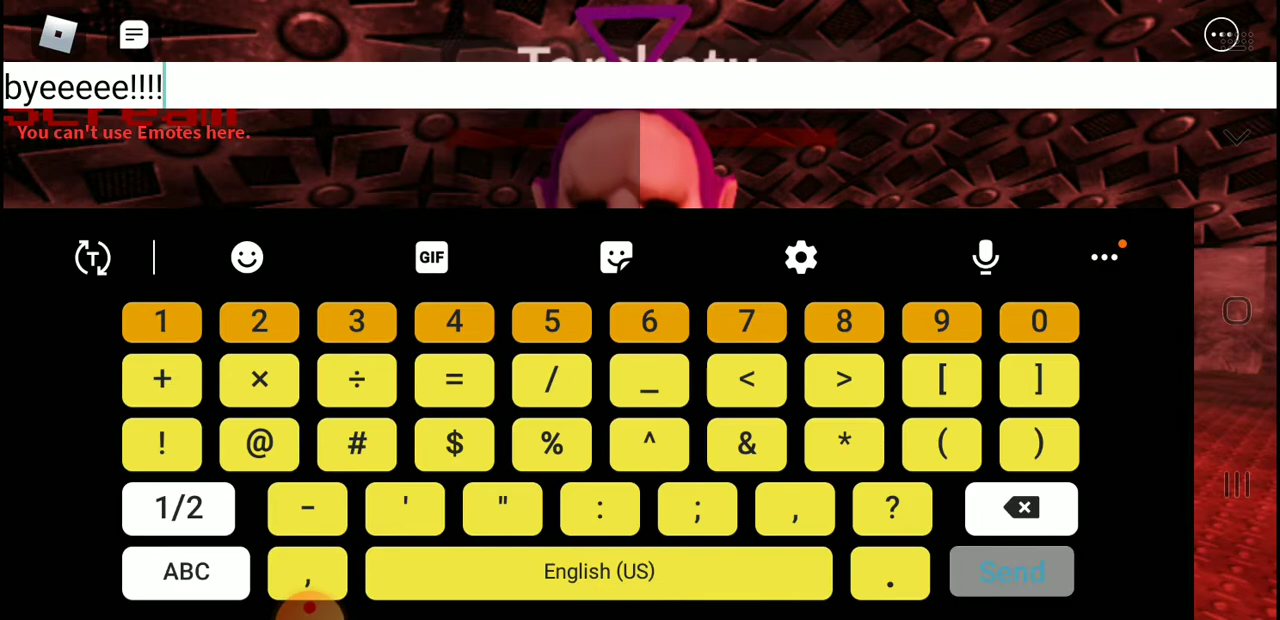 byeeeee!!!!
You can't use Emotes here.
T
GIF
1 2 3 4 5 6 7 8 9 0
+ × ÷ = / _ < > [ ]
! @ # $ % ^ & * ( )
1/2 - ' " : ; , ?
ABC , English (US) . Send